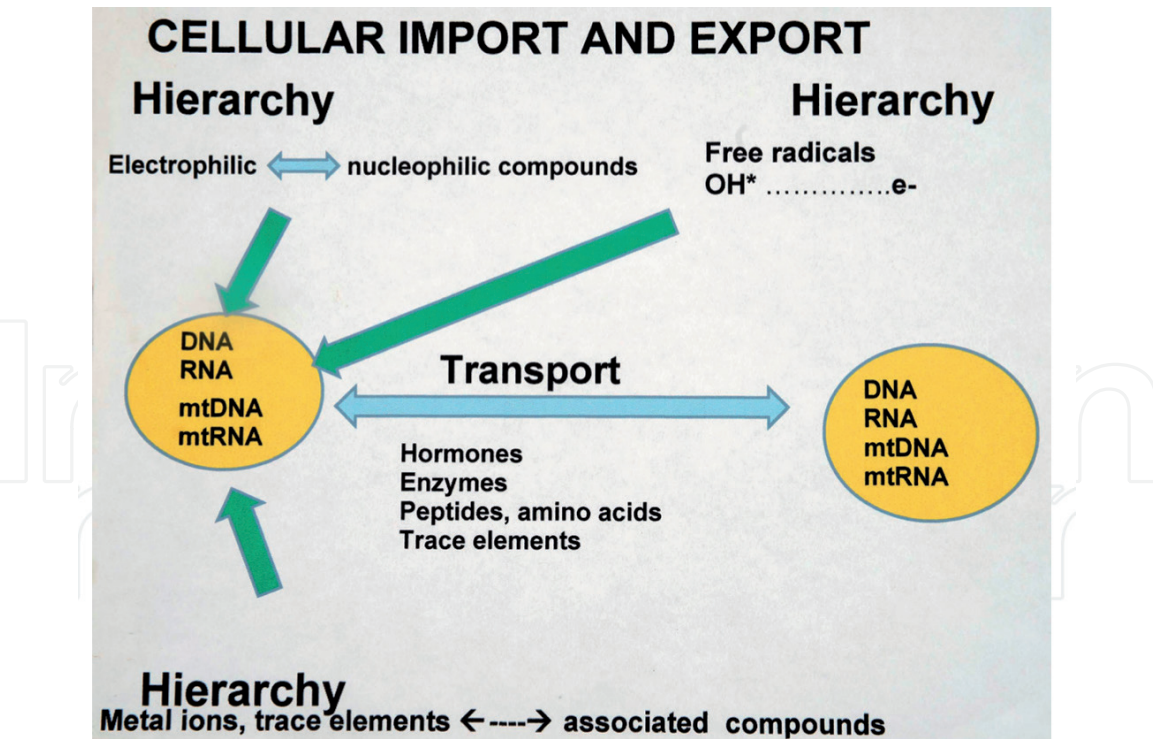 CELLULAR IMPORT AND EXPORT
Hierarchy
Hierarchy
Electrophilic nucleophilic compounds
Free radicals
OH* ..............e-
DNA
RNA
mtDNA
mtRNA
Transport
Hormones
Enzymes
Peptides, amino acids
Trace elements
DNA
RNA
mtDNA
mtRNA
Hierarchy
Metal ions, trace elements ←----→ associated compounds